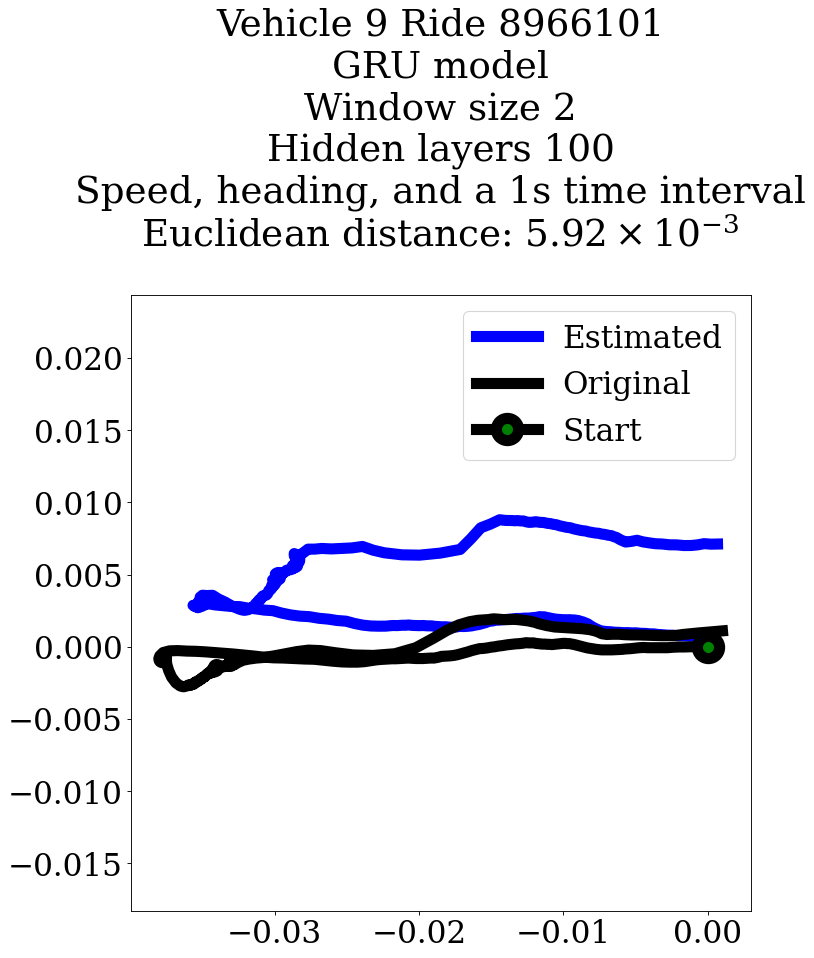 Vehicle 9 Ride 8966101
GRU model
Window size 2
Hidden layers 100
Speed, heading, and a 1s time interval
Euclidean distance: 5.92 × 10⁻³
Estimated
Original
Start
0.020
0.015
0.010
0.005
0.000
−0.005
−0.010
−0.015
−0.03 −0.02 −0.01 0.00